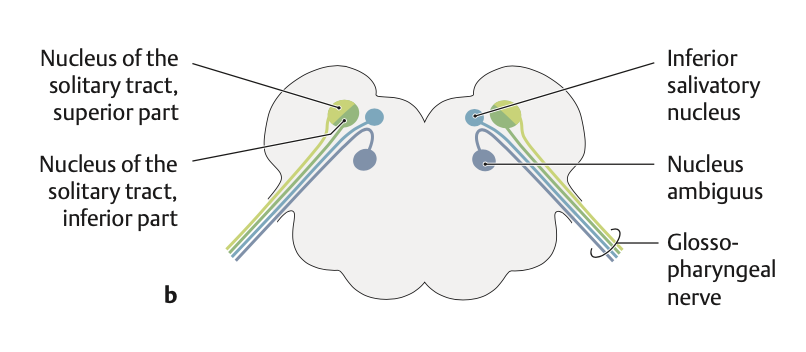 Nucleus of the
solitary tract,
superior part
Nucleus of the
solitary tract,
inferior part
b
Inferior
salivatory
nucleus
Nucleus
ambiguus
Glosso-
pharyngeal
nerve